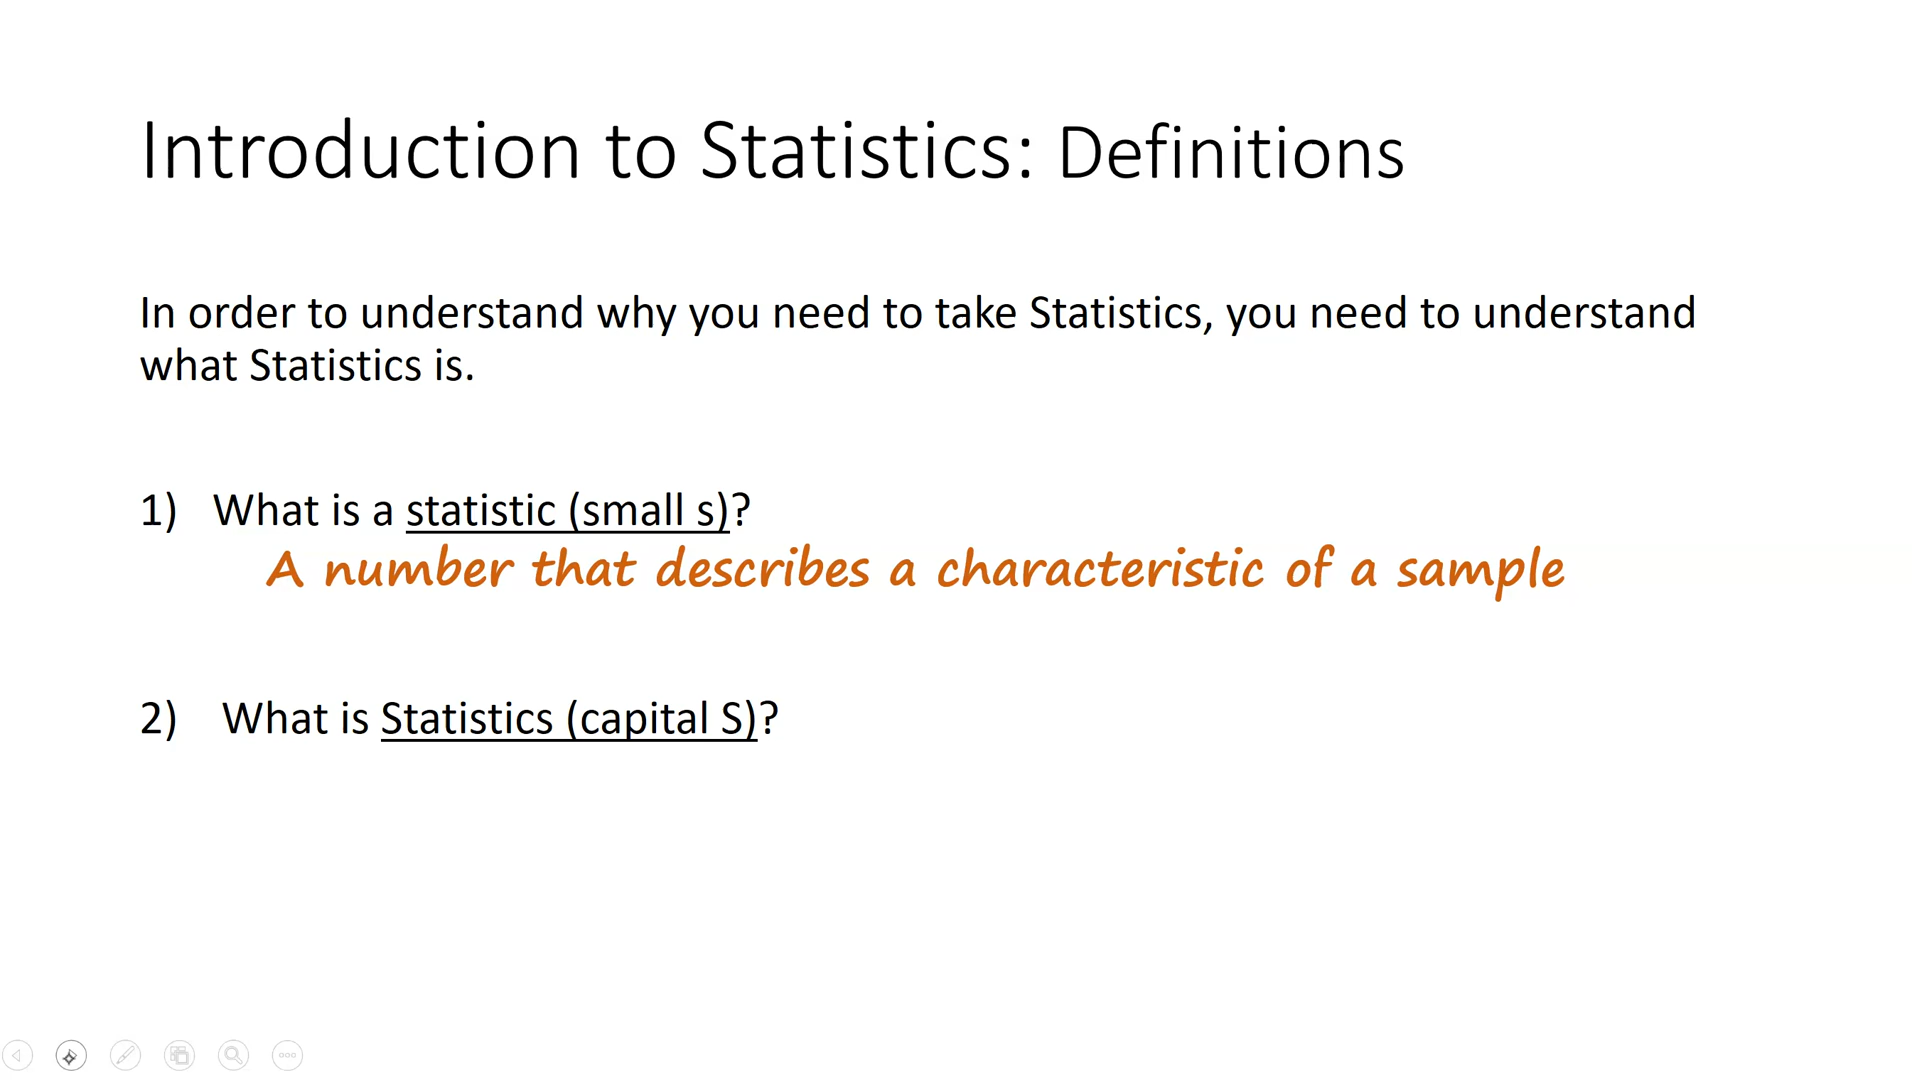 Introduction to Statistics: Definitions
In order to understand why you need to take Statistics, you need to understand
what Statistics is.
1) What is a statistic (small s)?
A number that describes a characteristic of a sample
2) What is Statistics (capital S)?